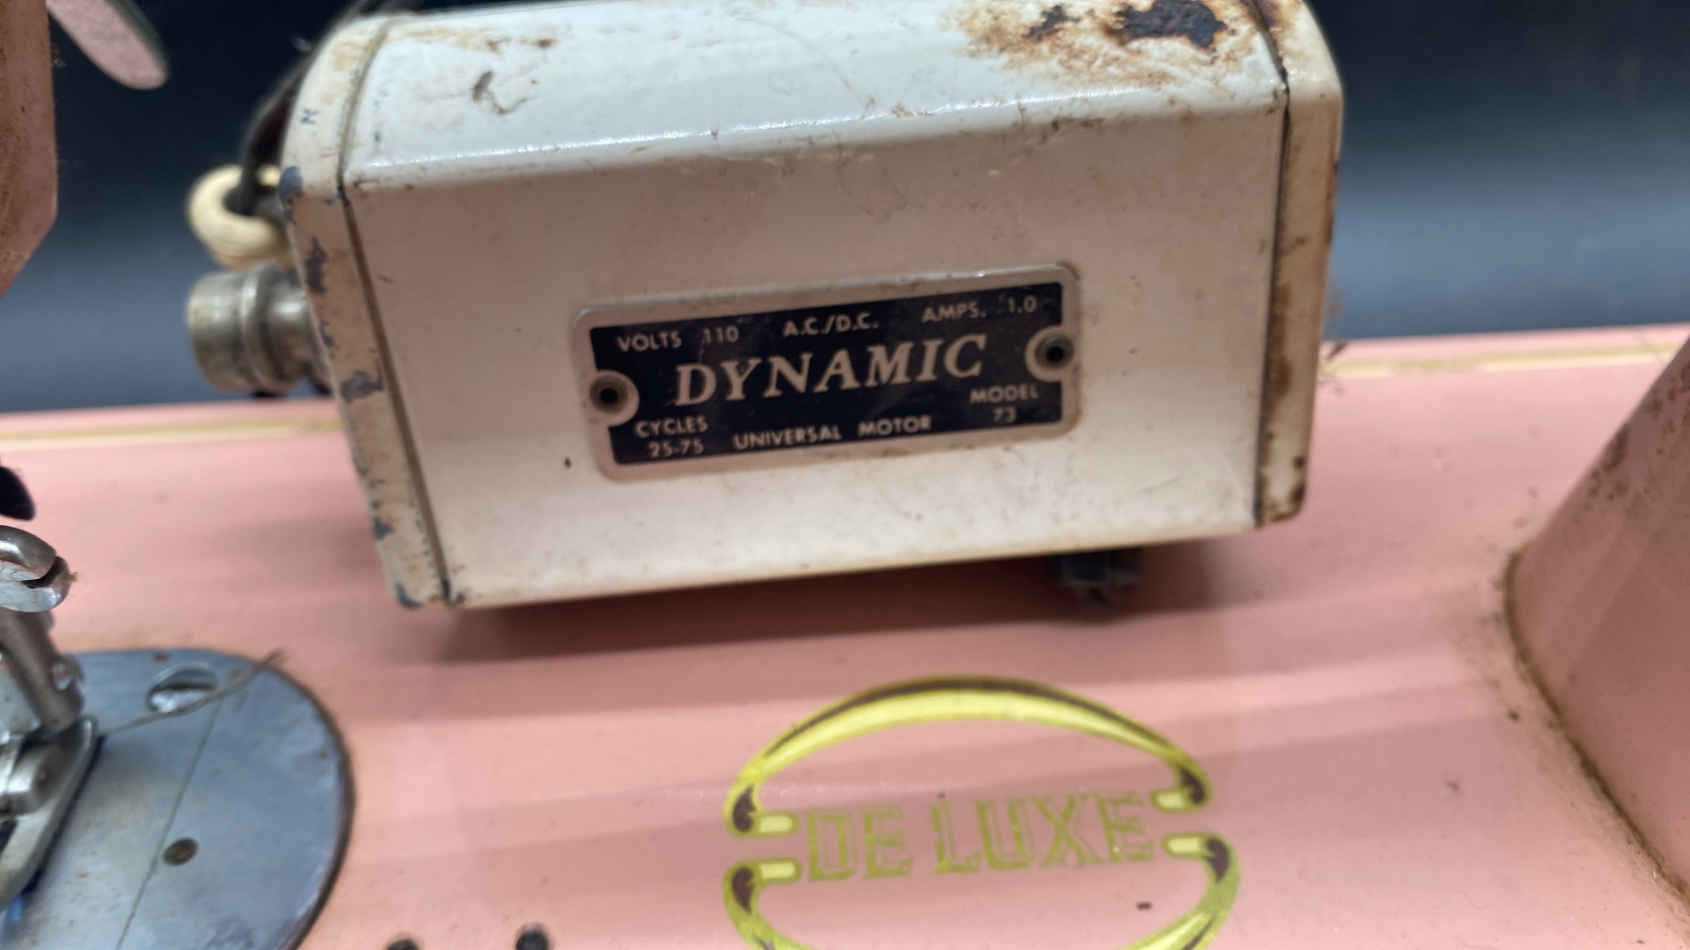 VOLTS 110 A.C./D.C. AMPS. 1.0
DYNAMIC
CYCLES 25-75 UNIVERSAL MOTOR MODEL 73
DE LUXE